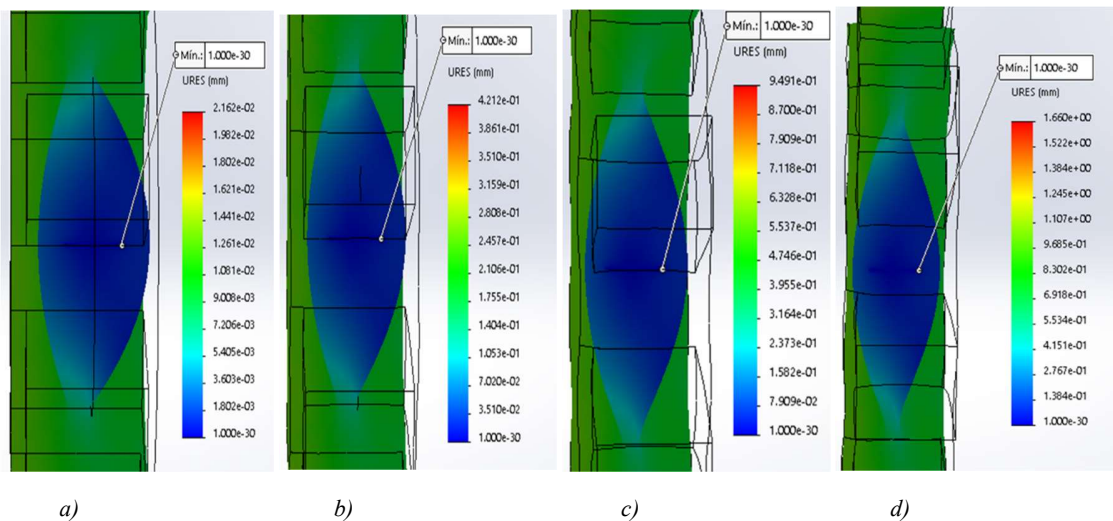 Mín.: 1.000e-30
URES (mm)
2.162e-02
1.982e-02
1.802e-02
1.621e-02
1.441e-02
1.261e-02
1.081e-02
9.008e-03
7.206e-03
5.405e-03
3.603e-03
1.802e-03
1.000e-30
a)
Mín.: 1.000e-30
URES (mm)
4.212e-01
3.861e-01
3.510e-01
3.159e-01
2.808e-01
2.457e-01
2.106e-01
1.755e-01
1.404e-01
1.053e-01
7.020e-02
3.510e-02
1.000e-30
b)
Mín.: 1.000e-30
URES (mm)
9.491e-01
8.700e-01
7.909e-01
7.118e-01
6.328e-01
5.537e-01
4.746e-01
3.955e-01
3.164e-01
2.373e-01
1.582e-01
7.909e-02
1.000e-30
c)
Mín.: 1.000e-30
URES (mm)
1.660e+00
1.522e+00
1.384e+00
1.245e+00
1.107e+00
9.685e-01
8.302e-01
6.918e-01
5.534e-01
4.151e-01
2.767e-01
1.384e-01
1.000e-30
d)